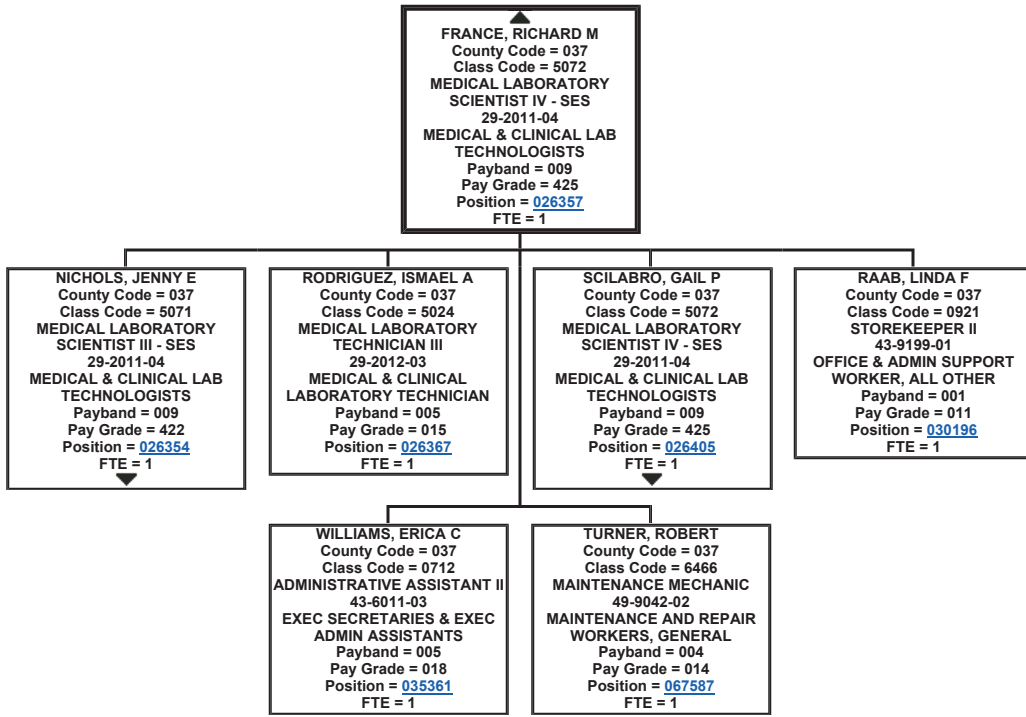 FRANCE, RICHARD M
County Code = 037
Class Code = 5072
MEDICAL LABORATORY
SCIENTIST IV - SES
29-2011-04
MEDICAL & CLINICAL LAB
TECHNOLOGISTS
Payband = 009
Pay Grade = 425
Position = 026357
FTE = 1
NICHOLS, JENNY E
County Code = 037
Class Code = 5071
MEDICAL LABORATORY
SCIENTIST III - SES
29-2011-04
MEDICAL & CLINICAL LAB
TECHNOLOGISTS
Payband = 009
Pay Grade = 422
Position = 026354
FTE = 1
RODRIGUEZ, ISMAEL A
County Code = 037
Class Code = 5024
MEDICAL LABORATORY
TECHNICIAN III
29-2012-03
MEDICAL & CLINICAL
LABORATORY TECHNICIAN
Payband = 005
Pay Grade = 015
Position = 026367
FTE = 1
SCILABRO, GAIL P
County Code = 037
Class Code = 5072
MEDICAL LABORATORY
SCIENTIST IV - SES
29-2011-04
MEDICAL & CLINICAL LAB
TECHNOLOGISTS
Payband = 009
Pay Grade = 425
Position = 026405
FTE = 1
RAAB, LINDA F
County Code = 037
Class Code = 0921
STOREKEEPER II
43-9199-01
OFFICE & ADMIN SUPPORT
WORKER, ALL OTHER
Payband = 001
Pay Grade = 011
Position = 030196
FTE = 1
WILLIAMS, ERICA C
County Code = 037
Class Code = 0712
ADMINISTRATIVE ASSISTANT II
43-6011-03
EXEC SECRETARIES & EXEC
ADMIN ASSISTANTS
Payband = 005
Pay Grade = 018
Position = 035361
FTE = 1
TURNER, ROBERT
County Code = 037
Class Code = 6466
MAINTENANCE MECHANIC
49-9042-02
MAINTENANCE AND REPAIR
WORKERS, GENERAL
Payband = 004
Pay Grade = 014
Position = 067587
FTE = 1